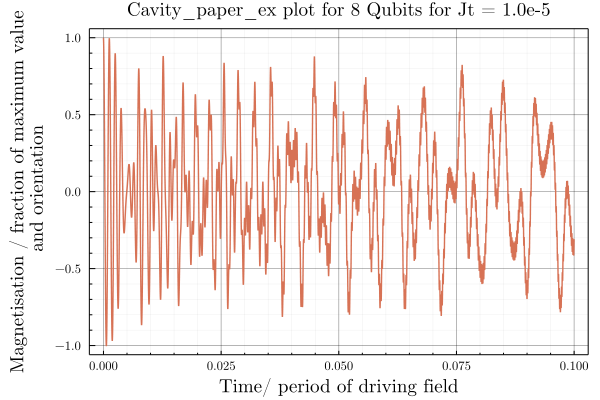 Cavity_paper_ex plot for 8 Qubits for Jt = 1.0e-5
Magnetisation / fraction of maximum value
and orientation
1.0
0.5
0.0
−0.5
−1.0
0.000
0.025
0.050
0.075
0.100
Time/ period of driving field